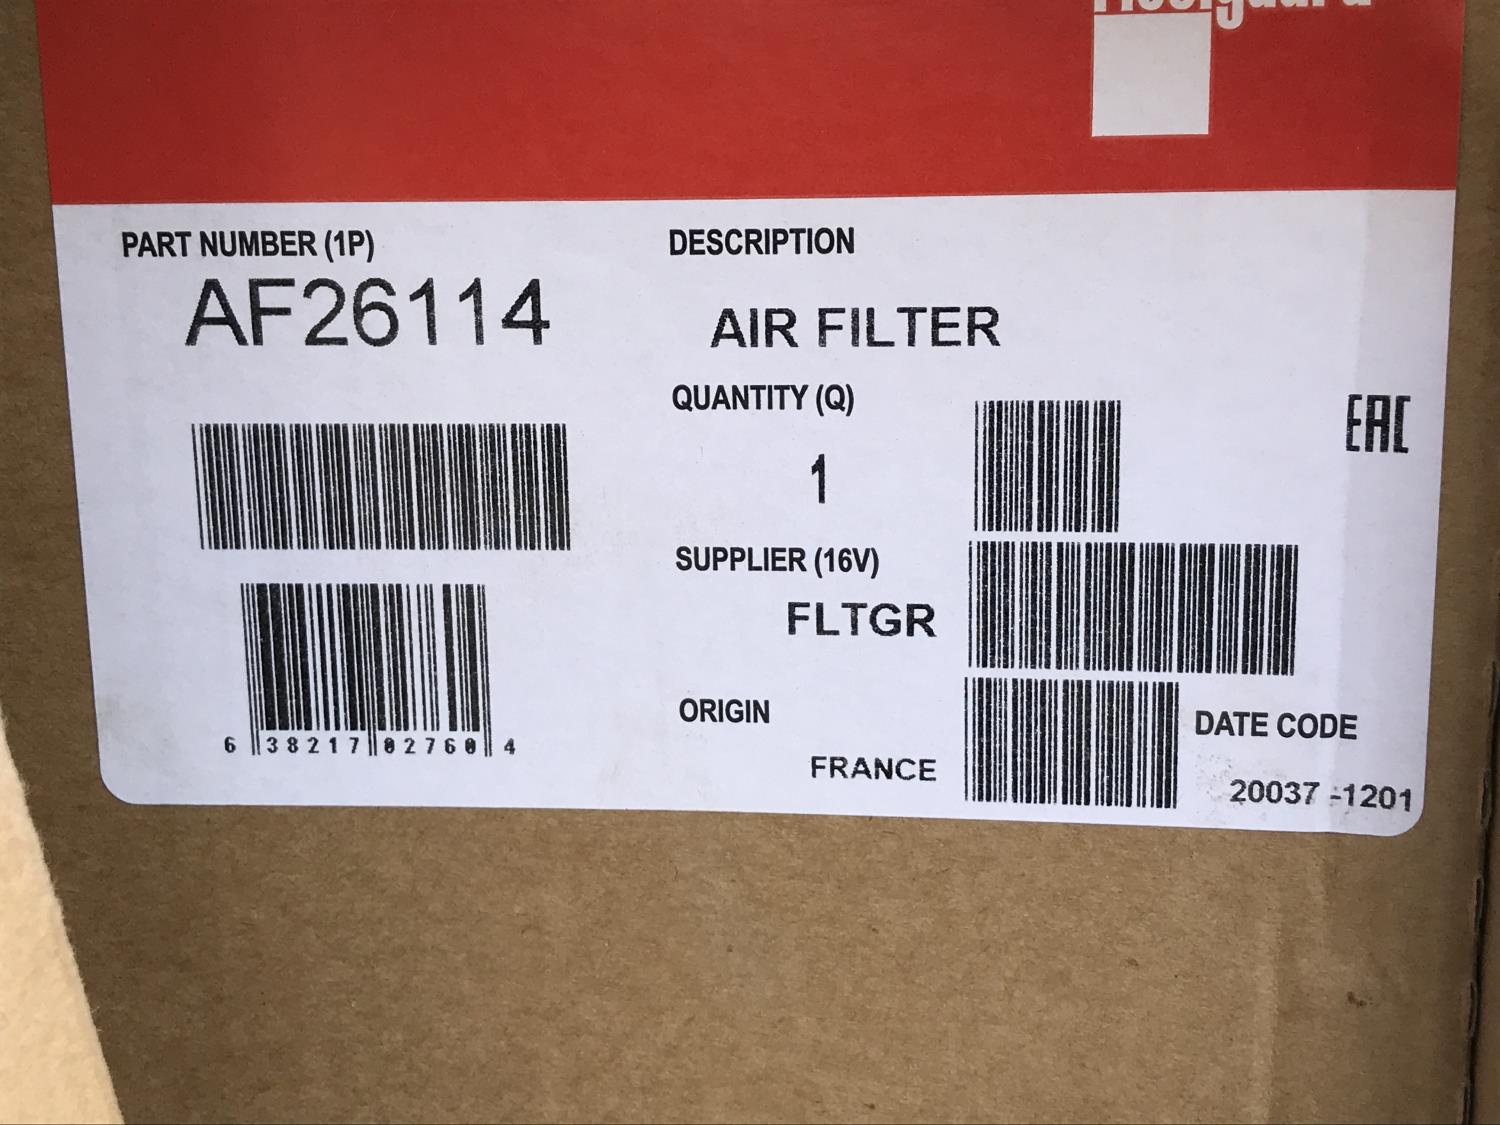 Fleetguard
PART NUMBER (1P)
AF26114
DESCRIPTION
AIR FILTER
QUANTITY (Q)
1
EAC
SUPPLIER (16V)
FLTGR
ORIGIN
FRANCE
DATE CODE
20037 -1201
6 38217 02760 4